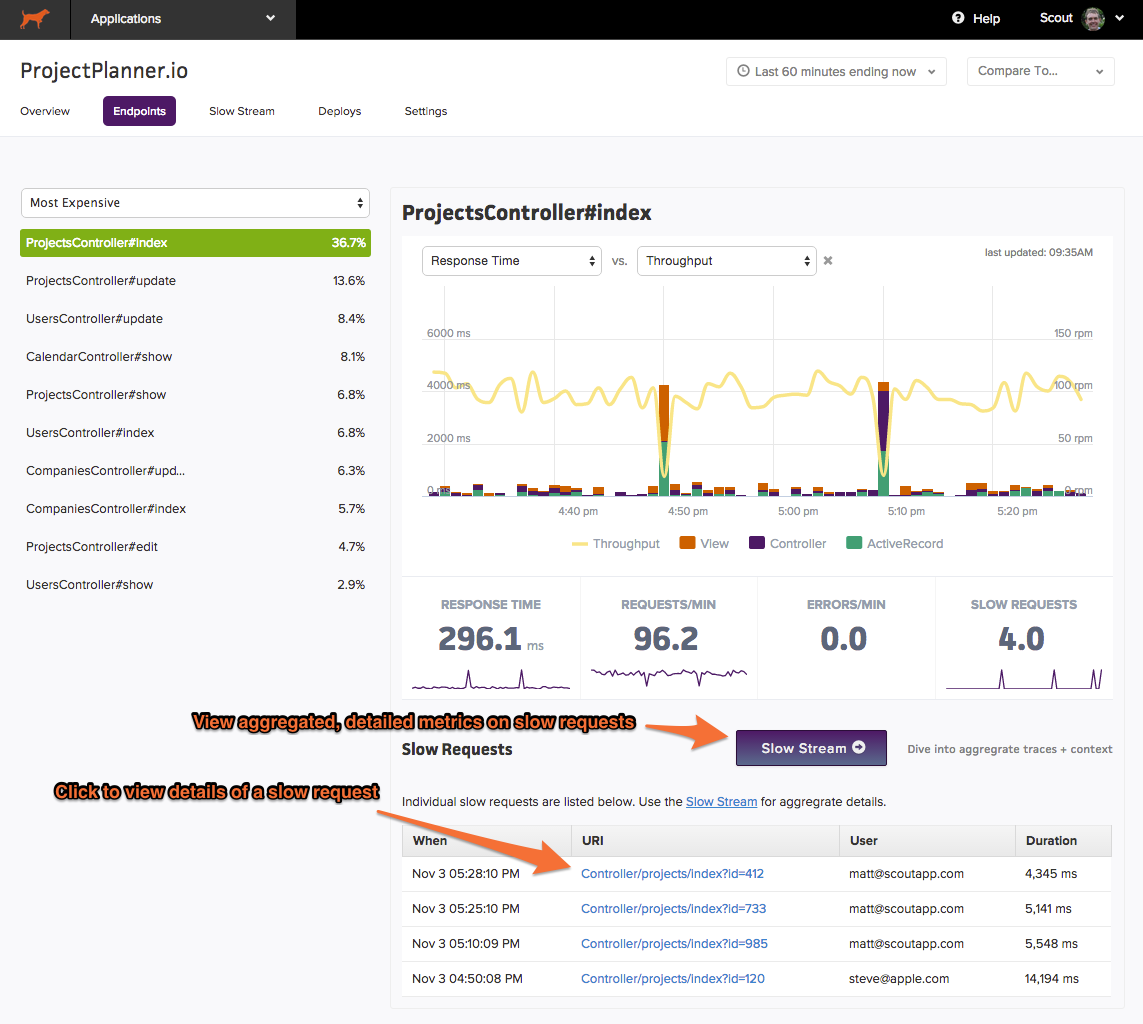 Applications
Help
Scout
ProjectPlanner.io
Last 60 minutes ending now
Compare To...
Overview
Endpoints
Slow Stream
Deploys
Settings
Most Expensive
ProjectsController#index 36.7%
ProjectsController#update 13.6%
UsersController#update 8.4%
CalendarController#show 8.1%
ProjectsController#show 6.8%
UsersController#index 6.8%
CompaniesController#upd... 6.3%
CompaniesController#index 5.7%
ProjectsController#edit 4.7%
UsersController#show 2.9%
ProjectsController#index
Response Time vs. Throughput
last updated: 09:35AM
6000 ms 150 rpm
4000 ms 100 rpm
2000 ms 50 rpm
0 ms 0 rpm
4:40 pm 4:50 pm 5:00 pm 5:10 pm 5:20 pm
Throughput View Controller ActiveRecord
RESPONSE TIME REQUESTS/MIN ERRORS/MIN SLOW REQUESTS
296.1 ms 96.2 0.0 4.0
View aggregated, detailed metrics on slow requests
Slow Requests
Slow Stream
Dive into aggregrate traces + context
Click to view details of a slow request
Individual slow requests are listed below. Use the Slow Stream for aggregrate details.
When URI User Duration
Nov 3 05:28:10 PM Controller/projects/index?id=412 matt@scoutapp.com 4,345 ms
Nov 3 05:25:10 PM Controller/projects/index?id=733 matt@scoutapp.com 5,141 ms
Nov 3 05:10:09 PM Controller/projects/index?id=985 matt@scoutapp.com 5,548 ms
Nov 3 04:50:08 PM Controller/projects/index?id=120 steve@apple.com 14,194 ms